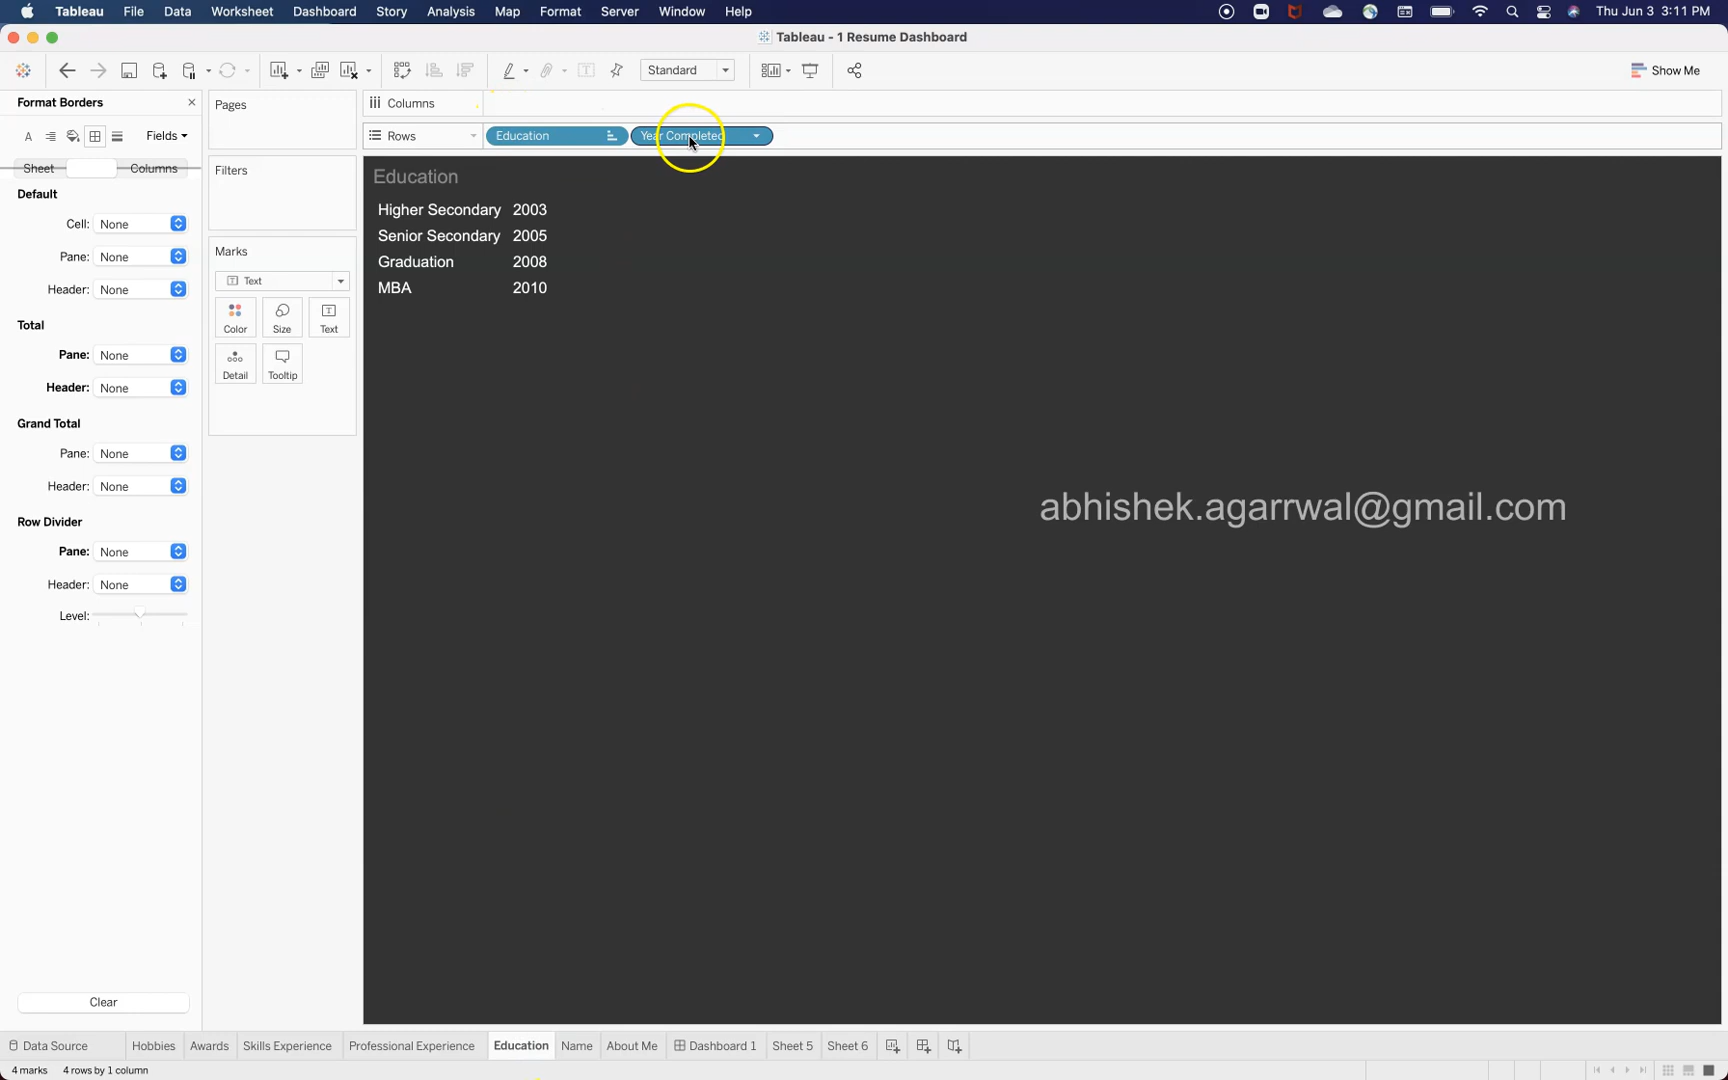 Tableau File Data Worksheet Dashboard Story Analysis Map Format Server Window Help Thu Jun 3 3:11 PM
Tableau - 1 Resume Dashboard
Standard Show Me
Format Borders
Fields
Sheet Columns
Default
Cell: None
Pane: None
Header: None
Total
Pane: None
Header: None
Grand Total
Pane: None
Header: None
Row Divider
Pane: None
Header: None
Level:
Clear
Pages
Filters
Marks
Text
Color Size Text
Detail Tooltip
Columns
Rows Education Year Completed
Education
Higher Secondary 2003
Senior Secondary 2005
Graduation 2008
MBA 2010
abhishek.agarrwal@gmail.com
Data Source Hobbies Awards Skills Experience Professional Experience Education Name About Me Dashboard 1 Sheet 5 Sheet 6
4 marks 4 rows by 1 column